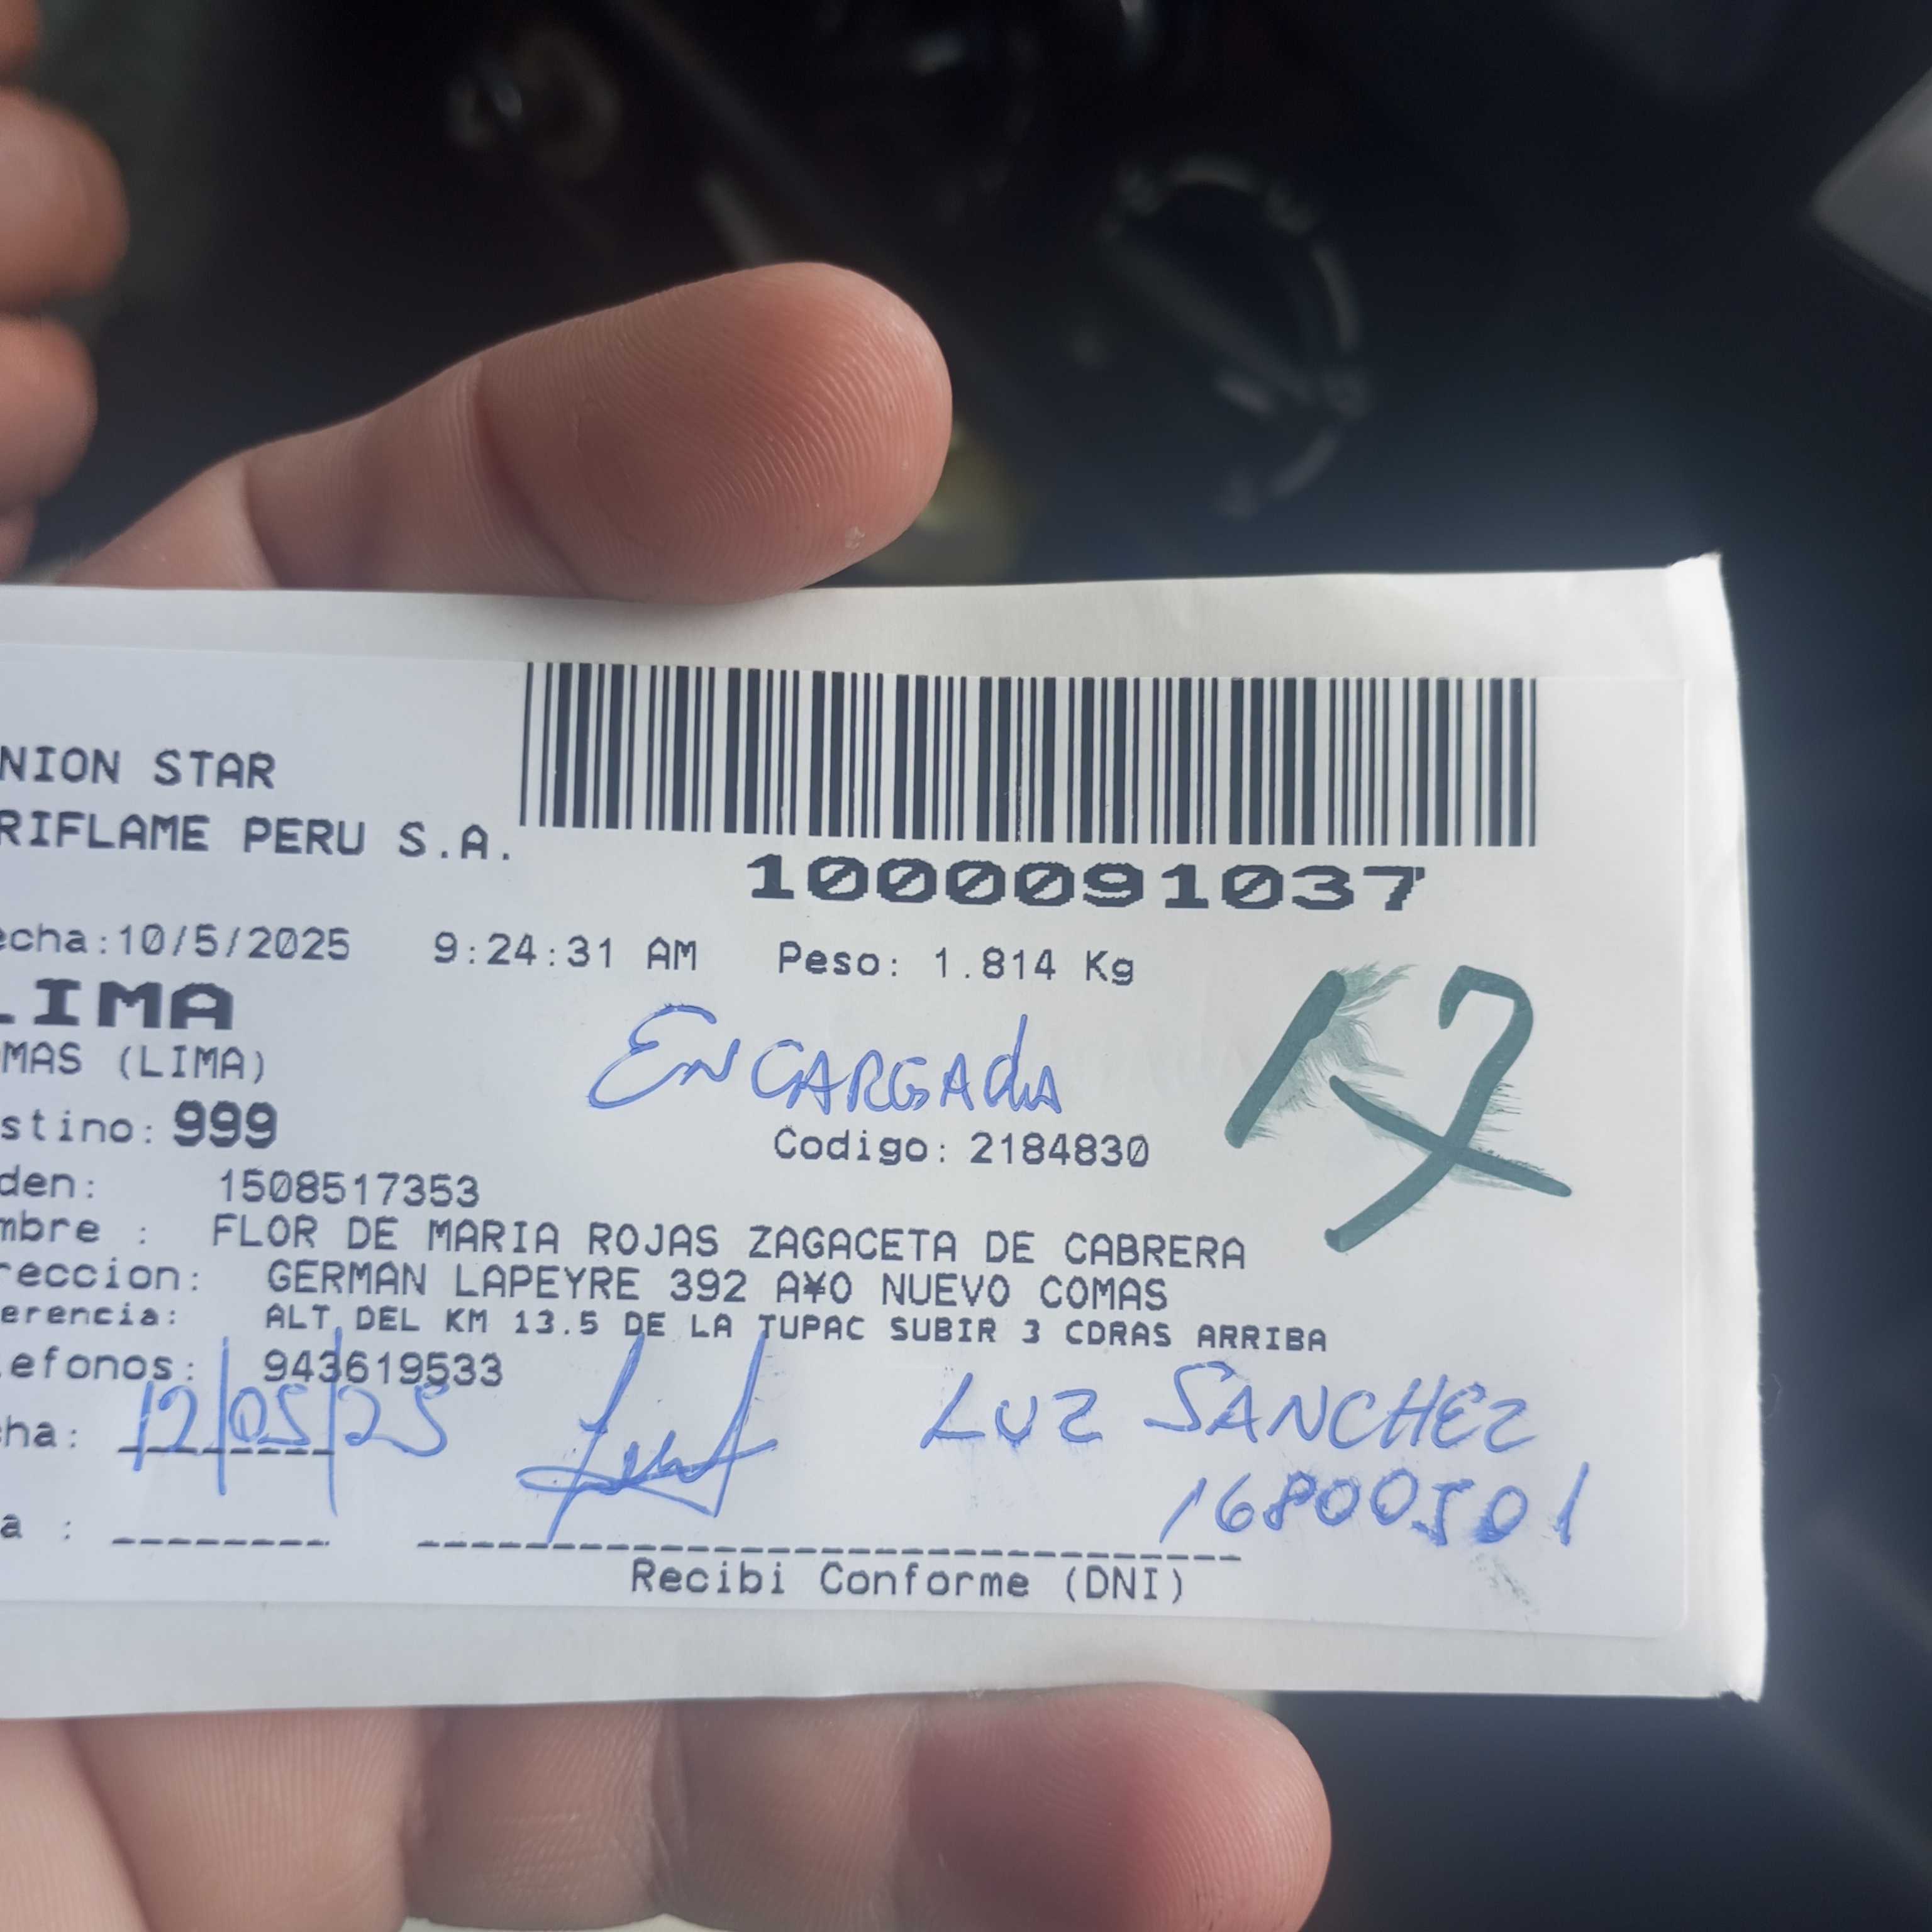 NION STAR
RIFLAME PERU S.A.
1000091037
echa:10/5/2025 9:24:31 AM Peso: 1.814 Kg
LIMA
MAS (LIMA)
ENCARGADA
17
stino: 999
Codigo: 2184830
den: 1508517353
mbre : FLOR DE MARIA ROJAS ZAGACETA DE CABRERA
reccion: GERMAN LAPEYRE 392 A¥O NUEVO COMAS
erencia: ALT DEL KM 13.5 DE LA TUPAC SUBIR 3 CDRAS ARRIBA
lefonos: 943619533
ha: 12/05/25
LUZ SANCHEZ
16800501
a :
Recibi Conforme (DNI)